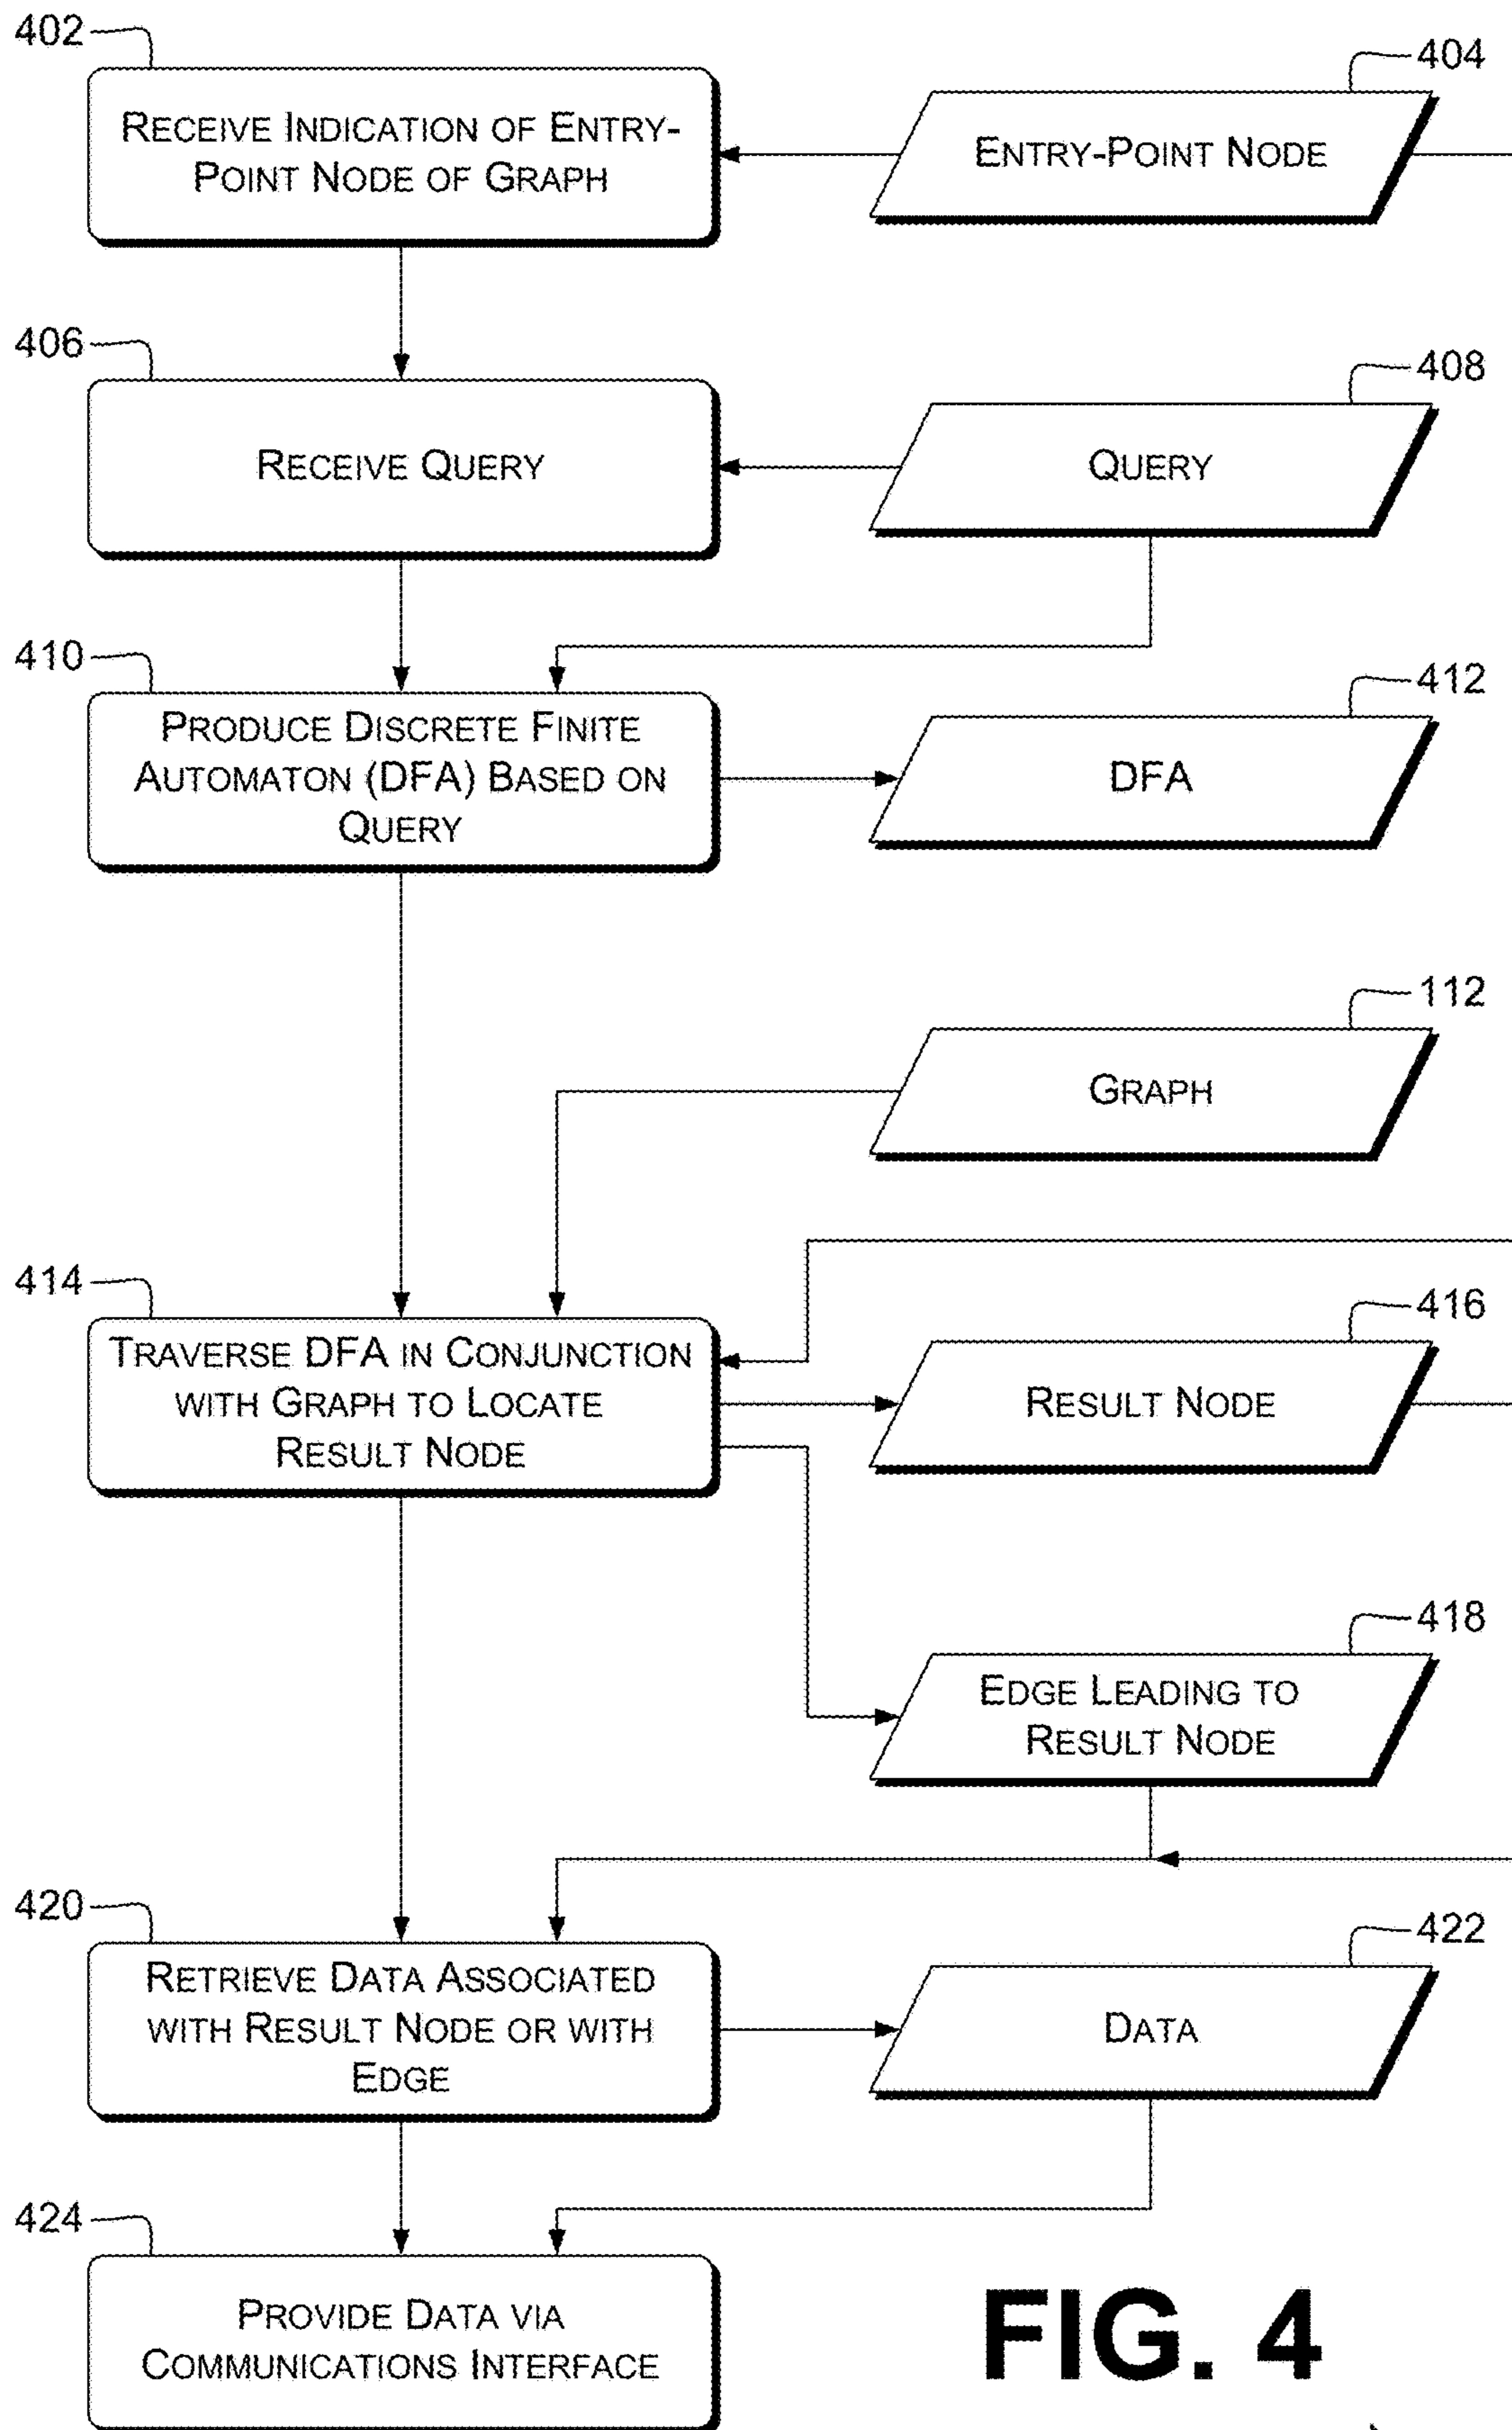 402
RECEIVE INDICATION OF ENTRY-
POINT NODE OF GRAPH
404
ENTRY-POINT NODE
406
RECEIVE QUERY
408
QUERY
410
PRODUCE DISCRETE FINITE
AUTOMATON (DFA) BASED ON
QUERY
412
DFA
112
GRAPH
414
TRAVERSE DFA IN CONJUNCTION
WITH GRAPH TO LOCATE
RESULT NODE
416
RESULT NODE
418
EDGE LEADING TO
RESULT NODE
420
RETRIEVE DATA ASSOCIATED
WITH RESULT NODE OR WITH
EDGE
422
DATA
424
PROVIDE DATA VIA
COMMUNICATIONS INTERFACE
FIG. 4